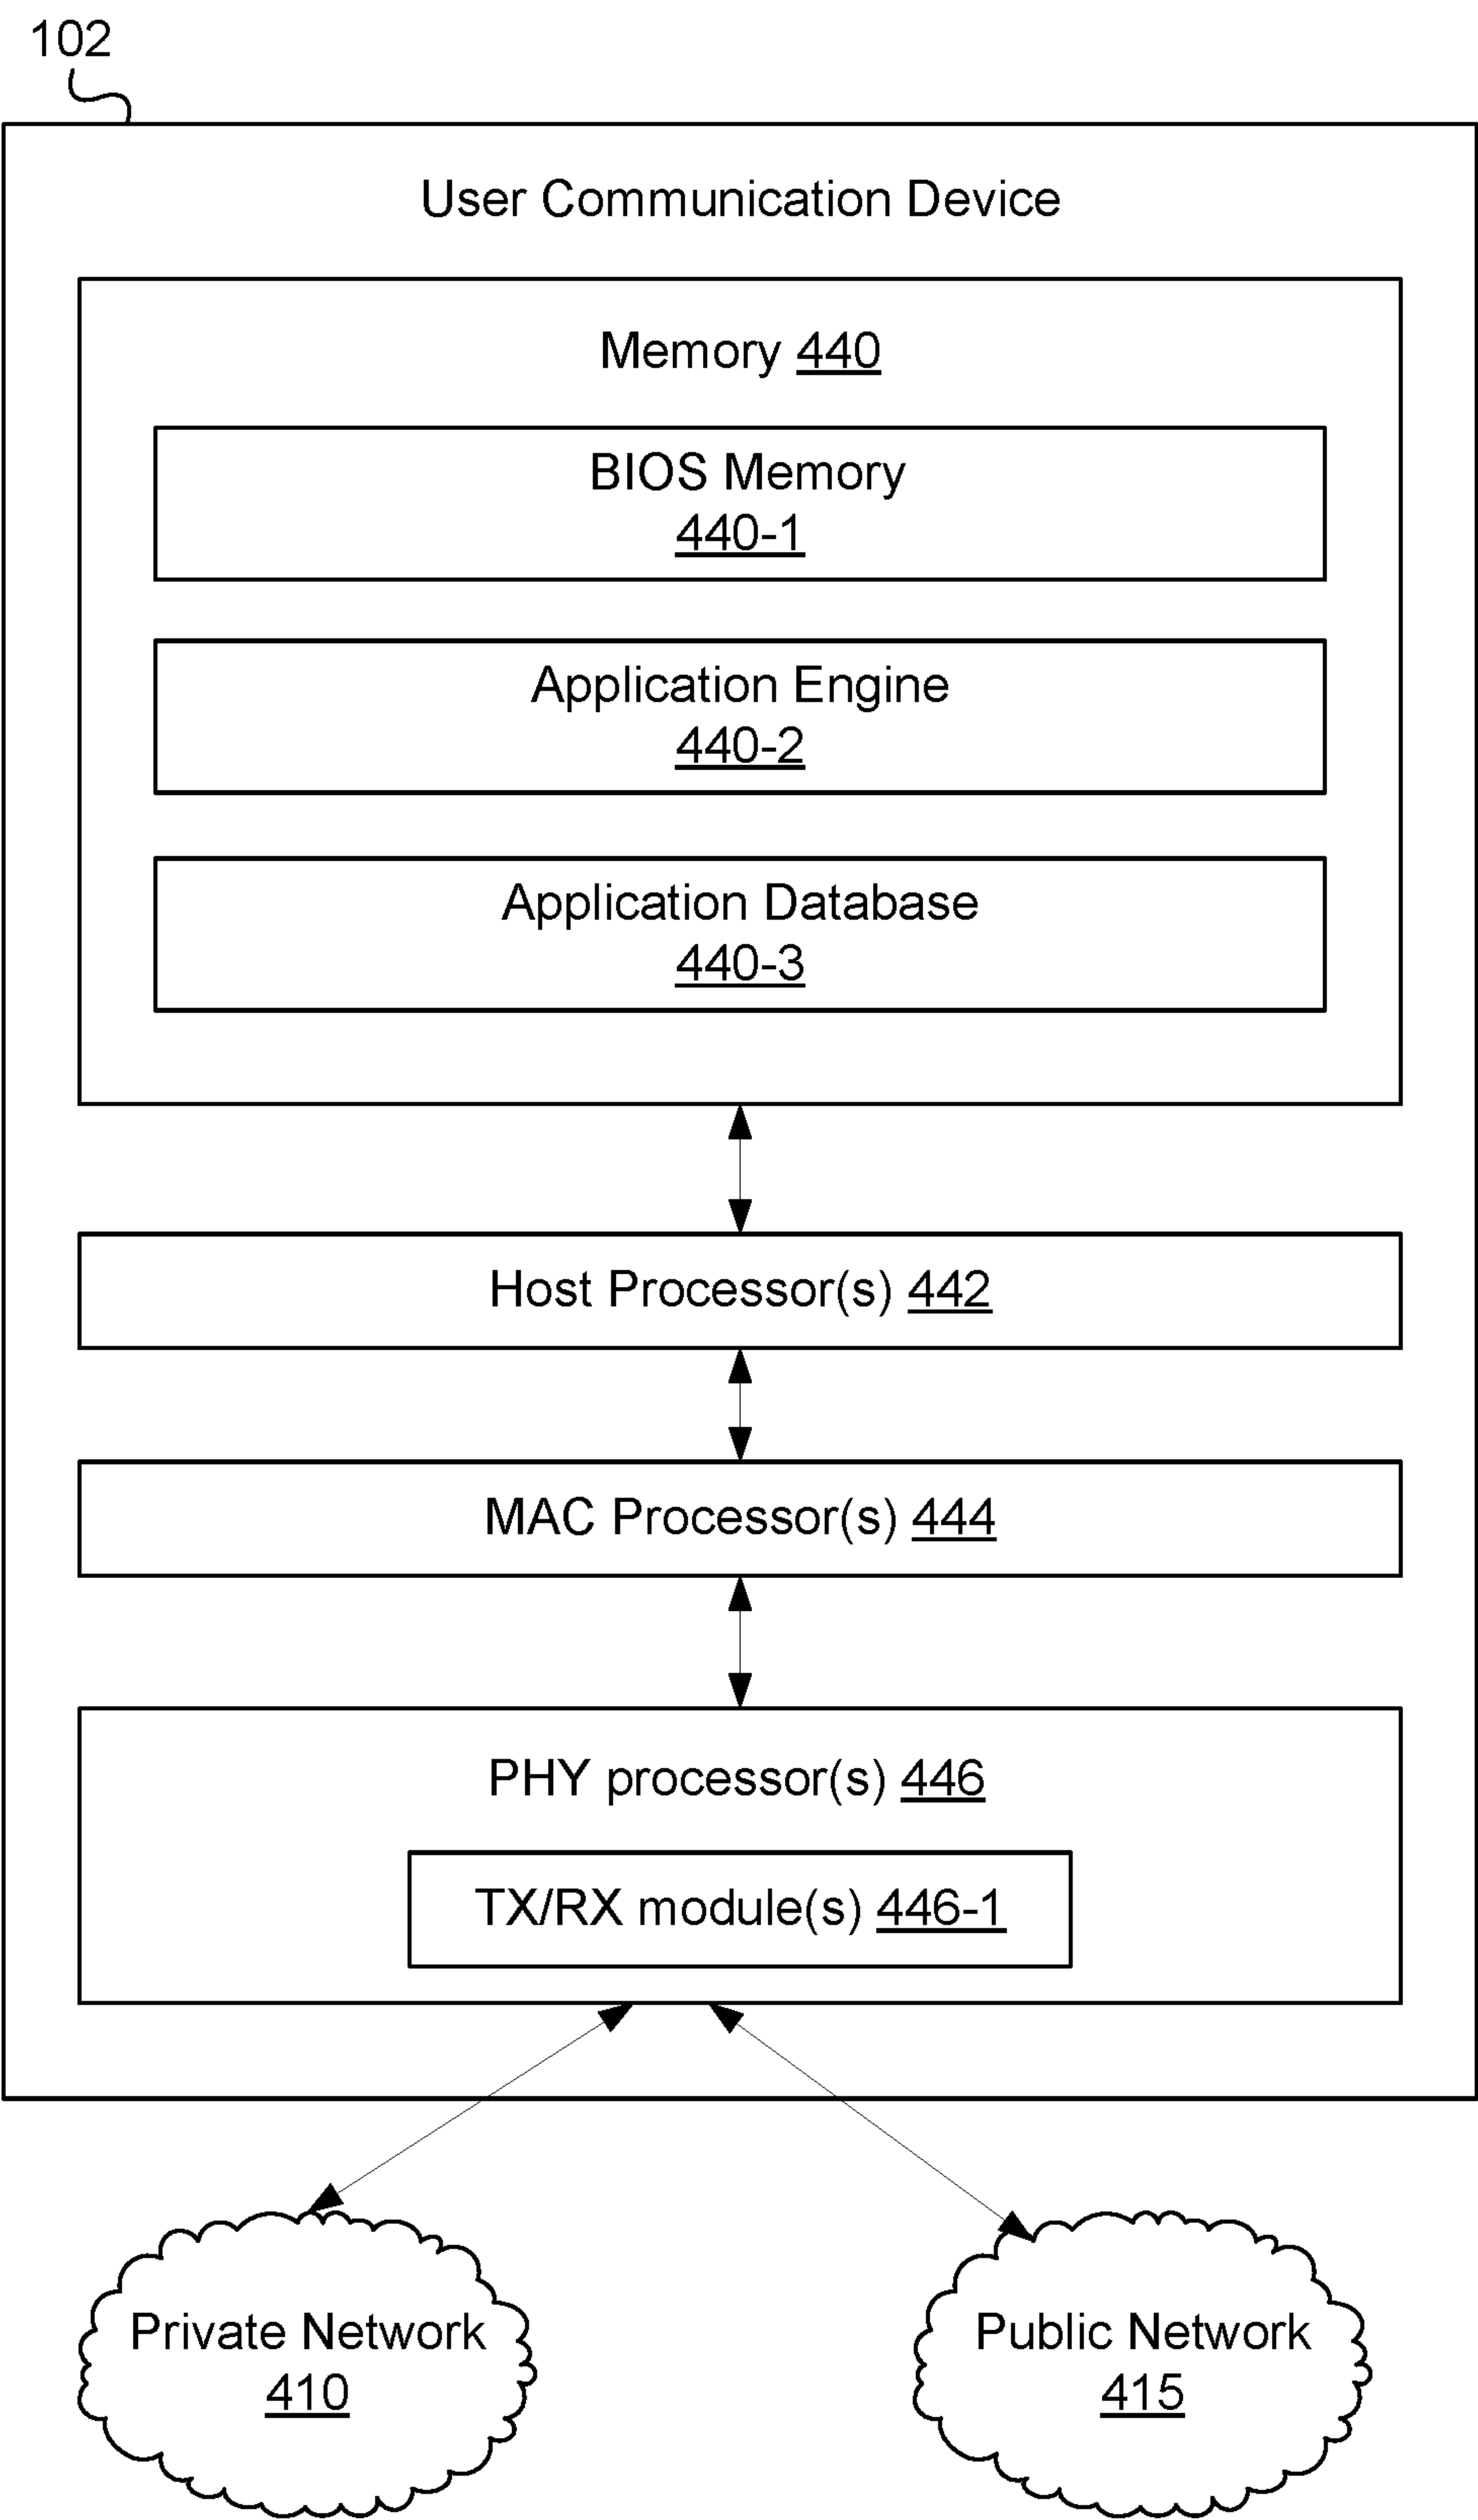 102
User Communication Device
Memory 440
BIOS Memory
440-1
Application Engine
440-2
Application Database
440-3
Host Processor(s) 442
MAC Processor(s) 444
PHY processor(s) 446
TX/RX module(s) 446-1
Private Network
410
Public Network
415